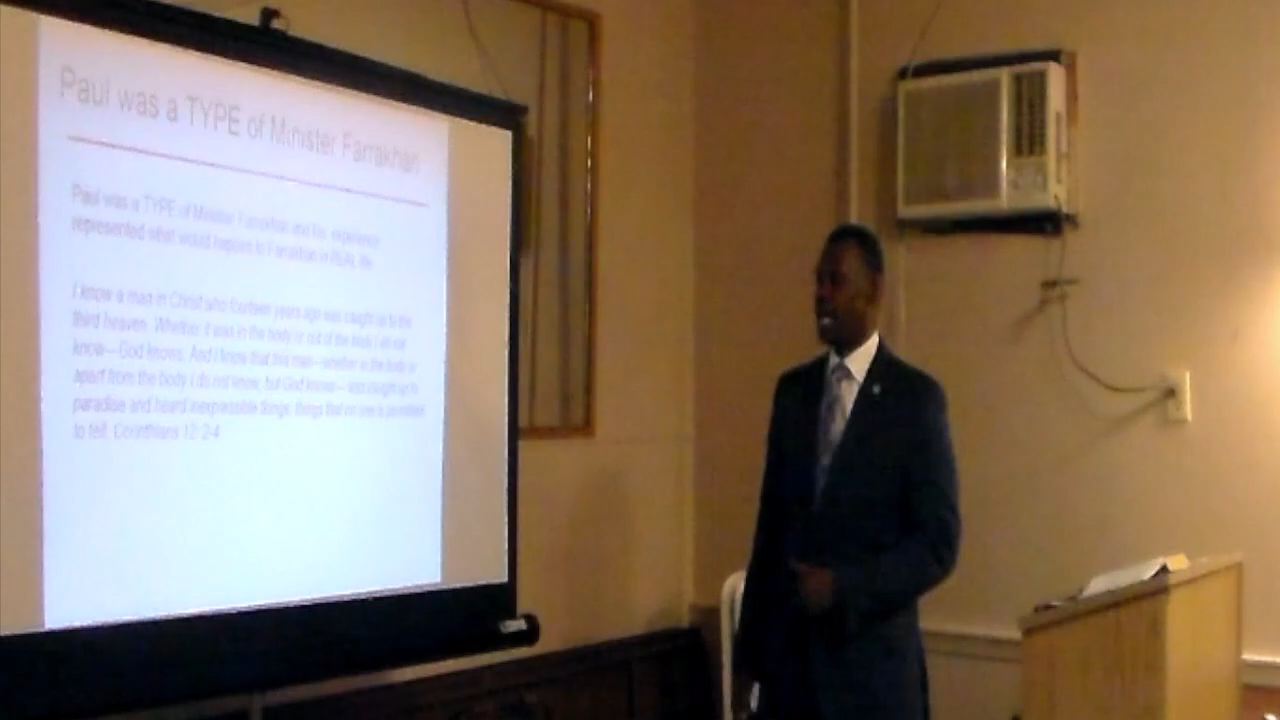 Paul was a TYPE of Minister Farrakhan
Paul was a TYPE of Minister Farrakhan and his experience
represented what would happen to Farrakhan in REAL life
I know a man in Christ who fourteen years ago was caught up to the
third heaven. Whether it was in the body or out of the body I do not
know—God knows. And I know that this man—whether in the body or
apart from the body I do not know, but God knows— was caught up to
paradise and heard inexpressible things, things that no one is permitted
to tell. Corinthians 12:2-4